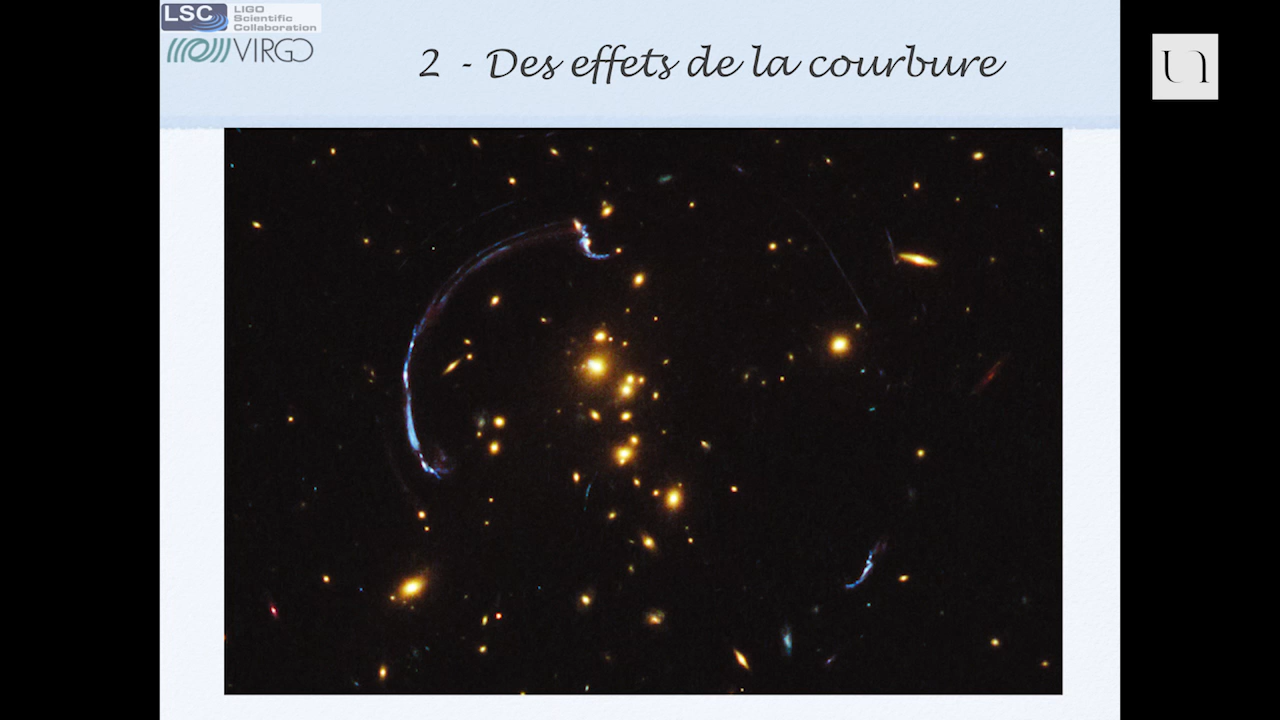 LSC
LIGO
Scientific
Collaboration
VIRGO
2 - Des effets de la courbure